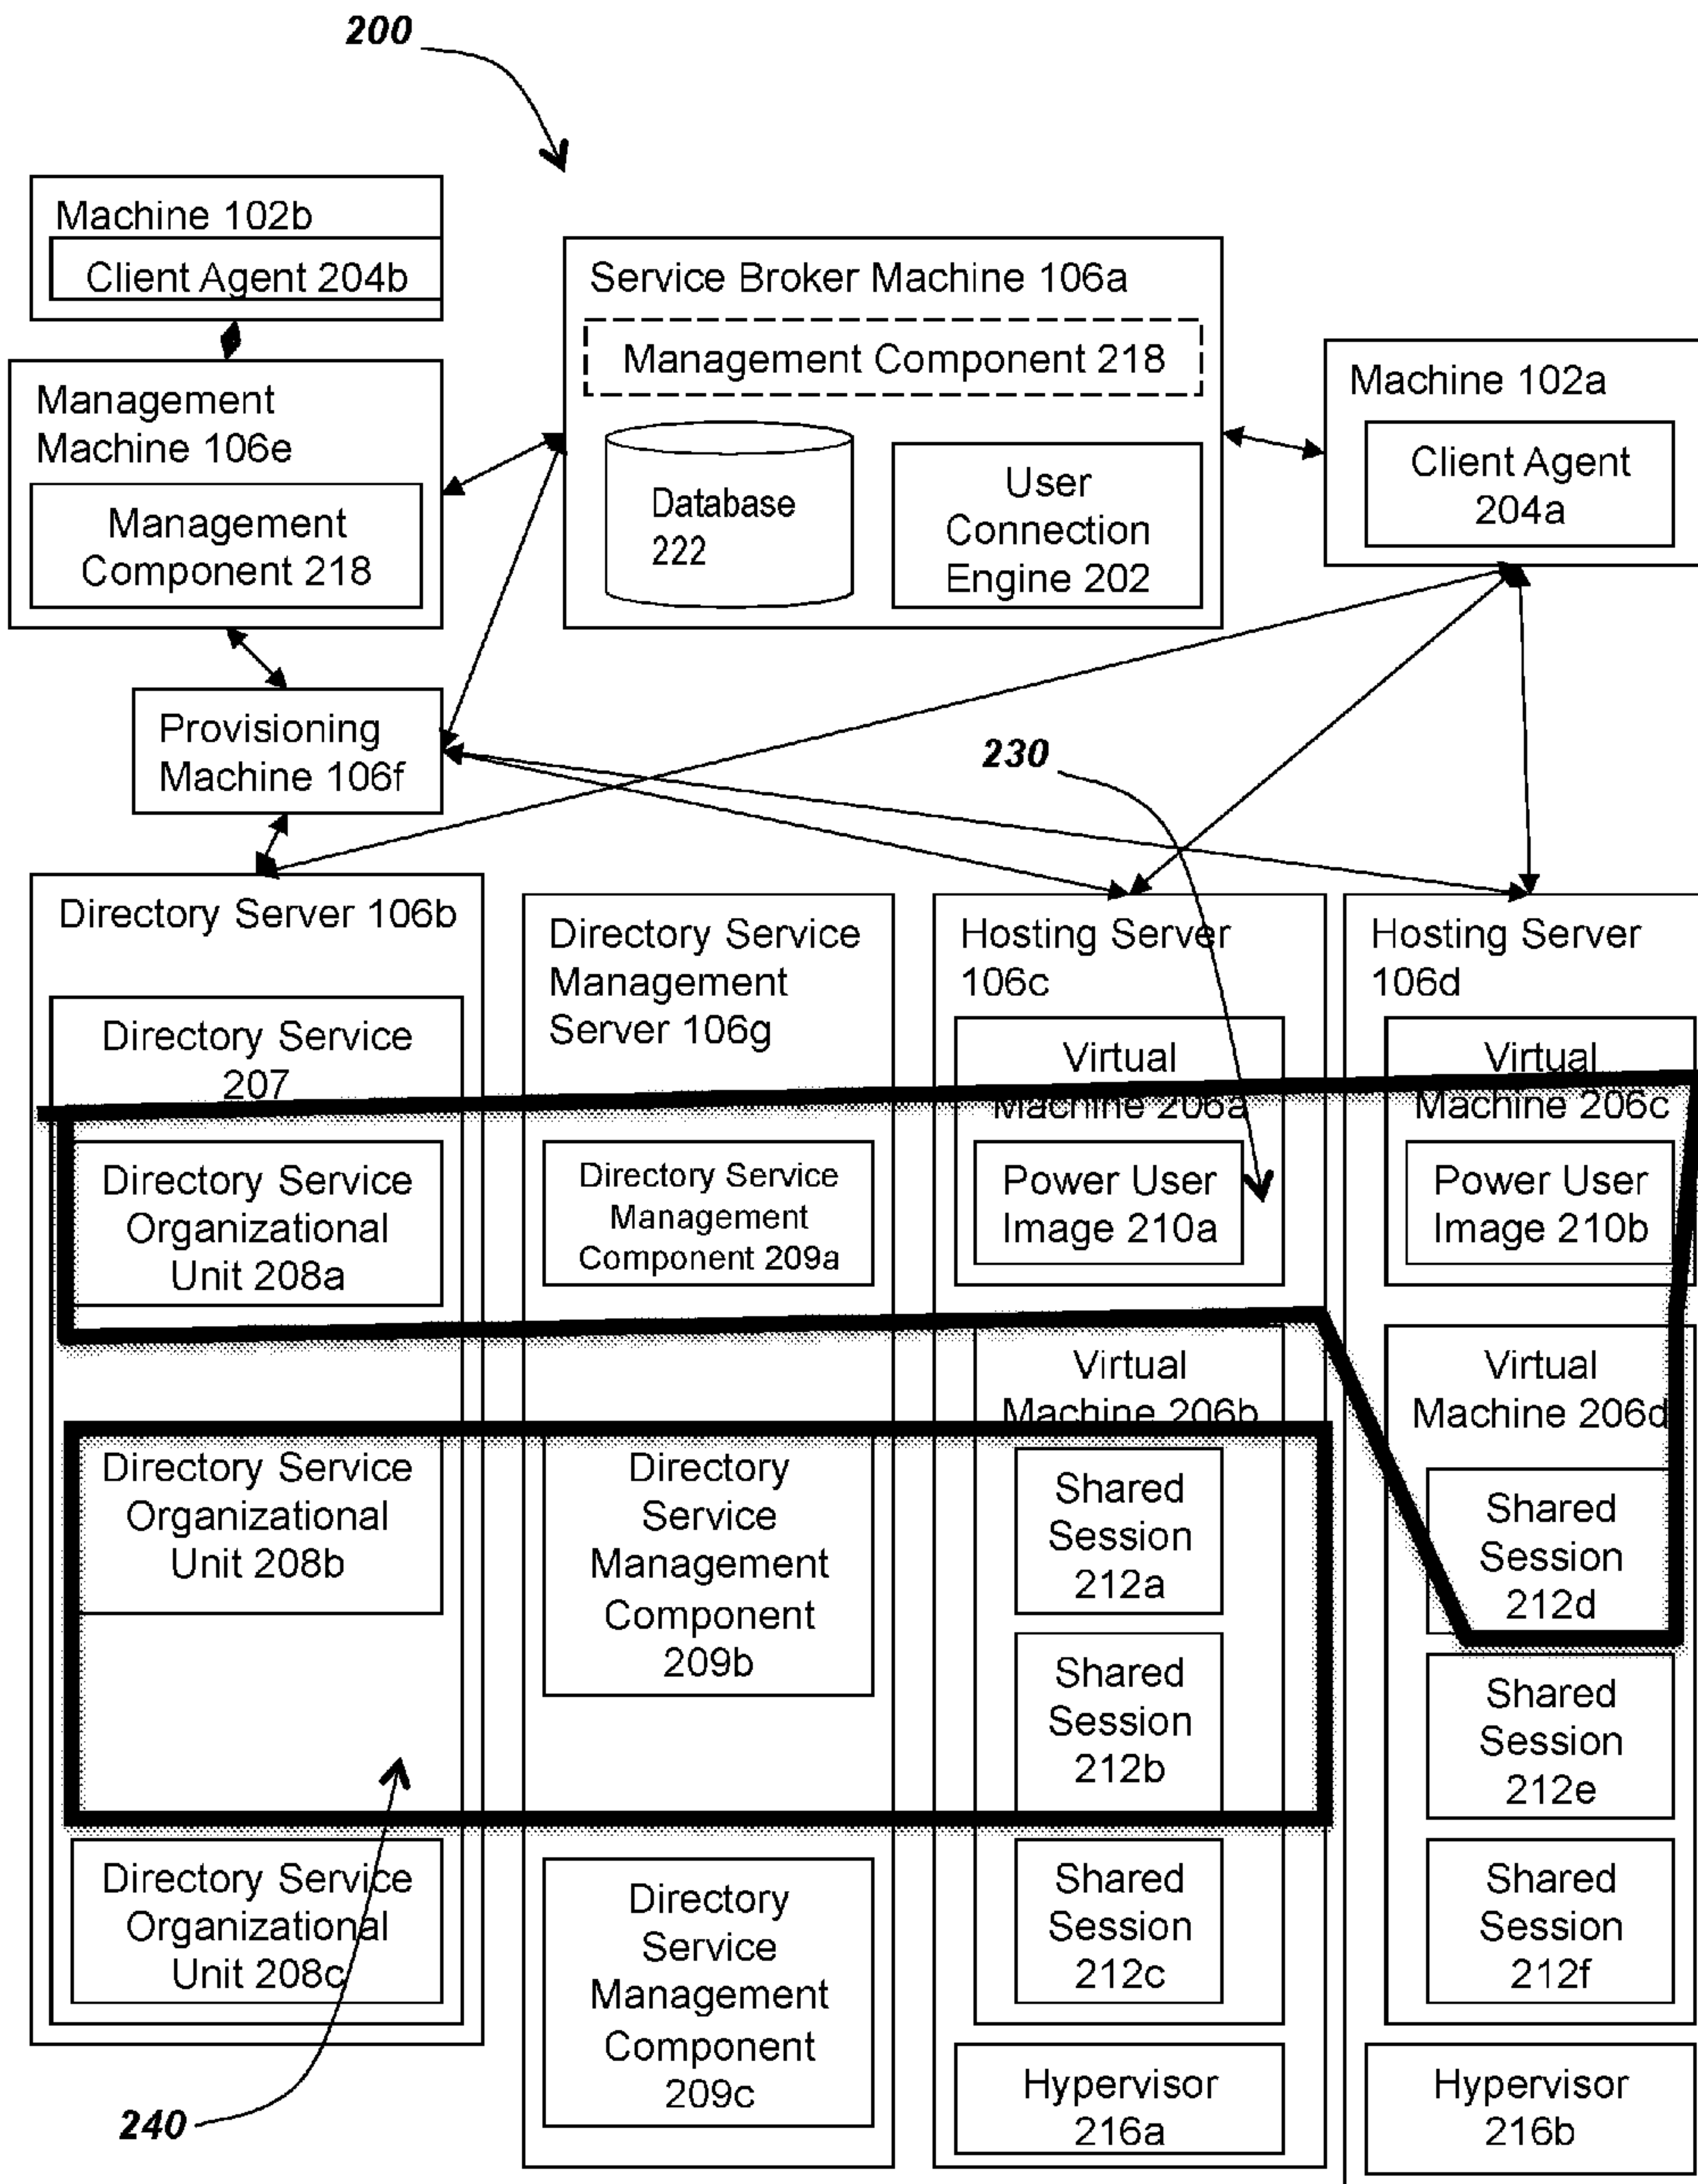 200
Machine 102b
Client Agent 204b
Service Broker Machine 106a
Management Component 218
Database
222
User
Connection
Engine 202
Machine 102a
Client Agent
204a
Management
Machine 106e
Management
Component 218
Provisioning
Machine 106f
230
Directory Server 106b
Directory Service
207
Directory Service
Organizational
Unit 208a
Directory Service
Organizational
Unit 208b
Directory Service
Organizational
Unit 208c
240
Directory Service
Management
Server 106g
Directory Service
Management
Component 209a
Directory
Service
Management
Component
209b
Directory
Service
Management
Component
209c
Hosting Server
106c
Virtual
Machine 206a
Power User
Image 210a
Virtual
Machine 206b
Shared
Session
212a
Shared
Session
212b
Shared
Session
212c
Hypervisor
216a
Hosting Server
106d
Virtual
Machine 206c
Power User
Image 210b
Virtual
Machine 206d
Shared
Session
212d
Shared
Session
212e
Shared
Session
212f
Hypervisor
216b